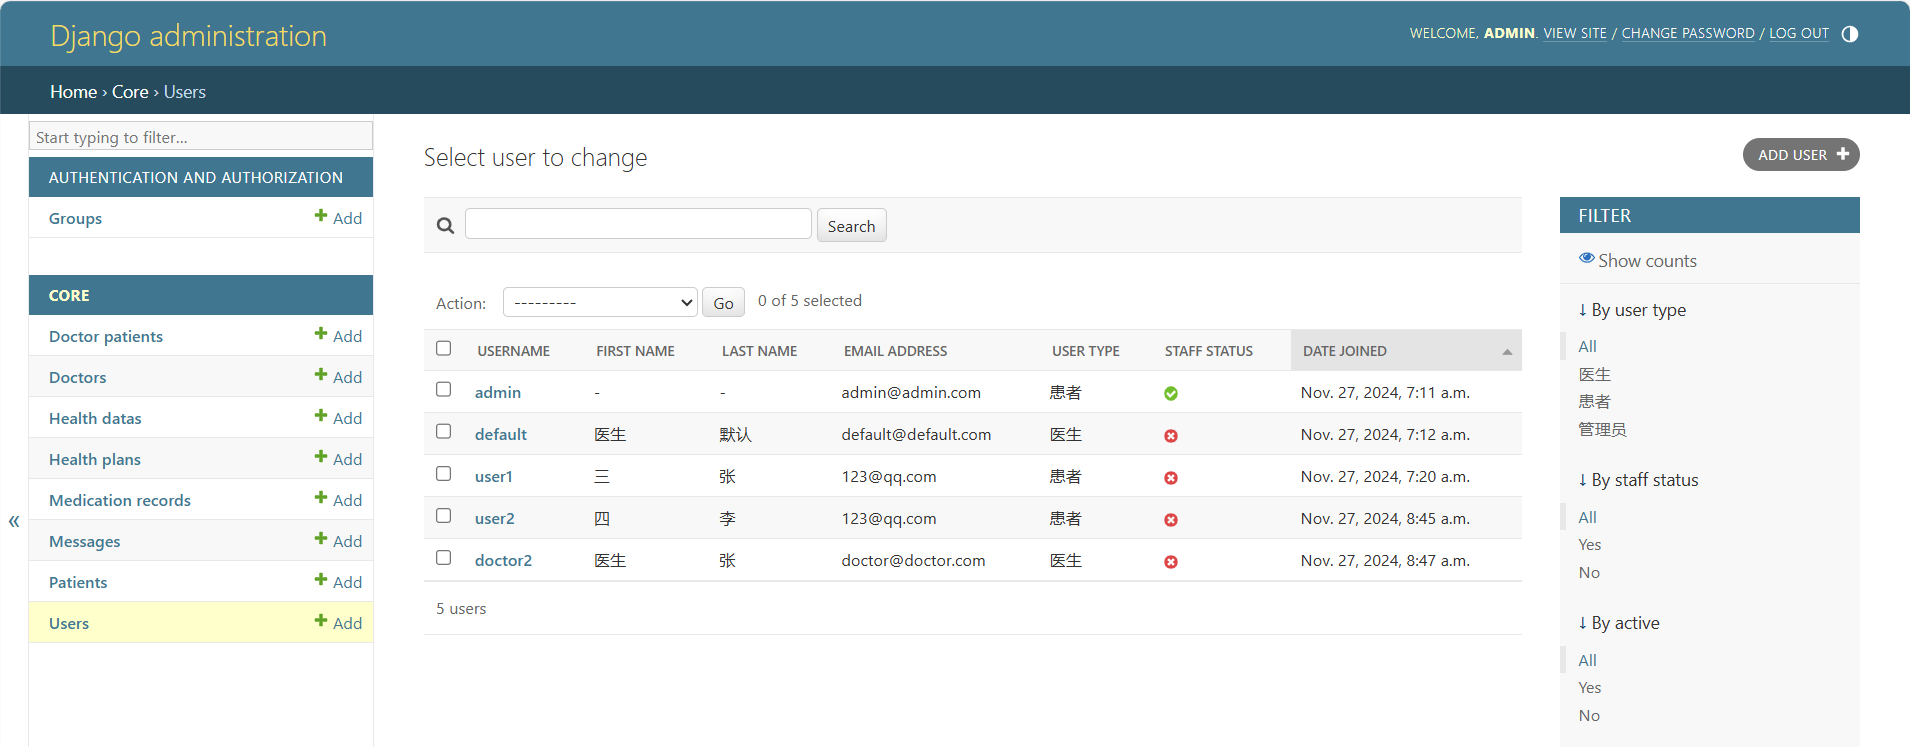 Django administration
WELCOME, ADMIN. VIEW SITE / CHANGE PASSWORD / LOG OUT
Home › Core › Users
Start typing to filter...
AUTHENTICATION AND AUTHORIZATION
Groups Add
CORE
Doctor patients Add
Doctors Add
Health datas Add
Health plans Add
Medication records Add
Messages Add
Patients Add
Users Add
«
Select user to change
ADD USER
Search
Action: --------- Go 0 of 5 selected
USERNAME FIRST NAME LAST NAME EMAIL ADDRESS USER TYPE STAFF STATUS DATE JOINED
admin - - admin@admin.com 患者 Nov. 27, 2024, 7:11 a.m.
default 医生 默认 default@default.com 医生 Nov. 27, 2024, 7:12 a.m.
user1 三 张 123@qq.com 患者 Nov. 27, 2024, 7:20 a.m.
user2 四 李 123@qq.com 患者 Nov. 27, 2024, 8:45 a.m.
doctor2 医生 张 doctor@doctor.com 医生 Nov. 27, 2024, 8:47 a.m.
5 users
FILTER
Show counts
↓ By user type
All
医生
患者
管理员
↓ By staff status
All
Yes
No
↓ By active
All
Yes
No